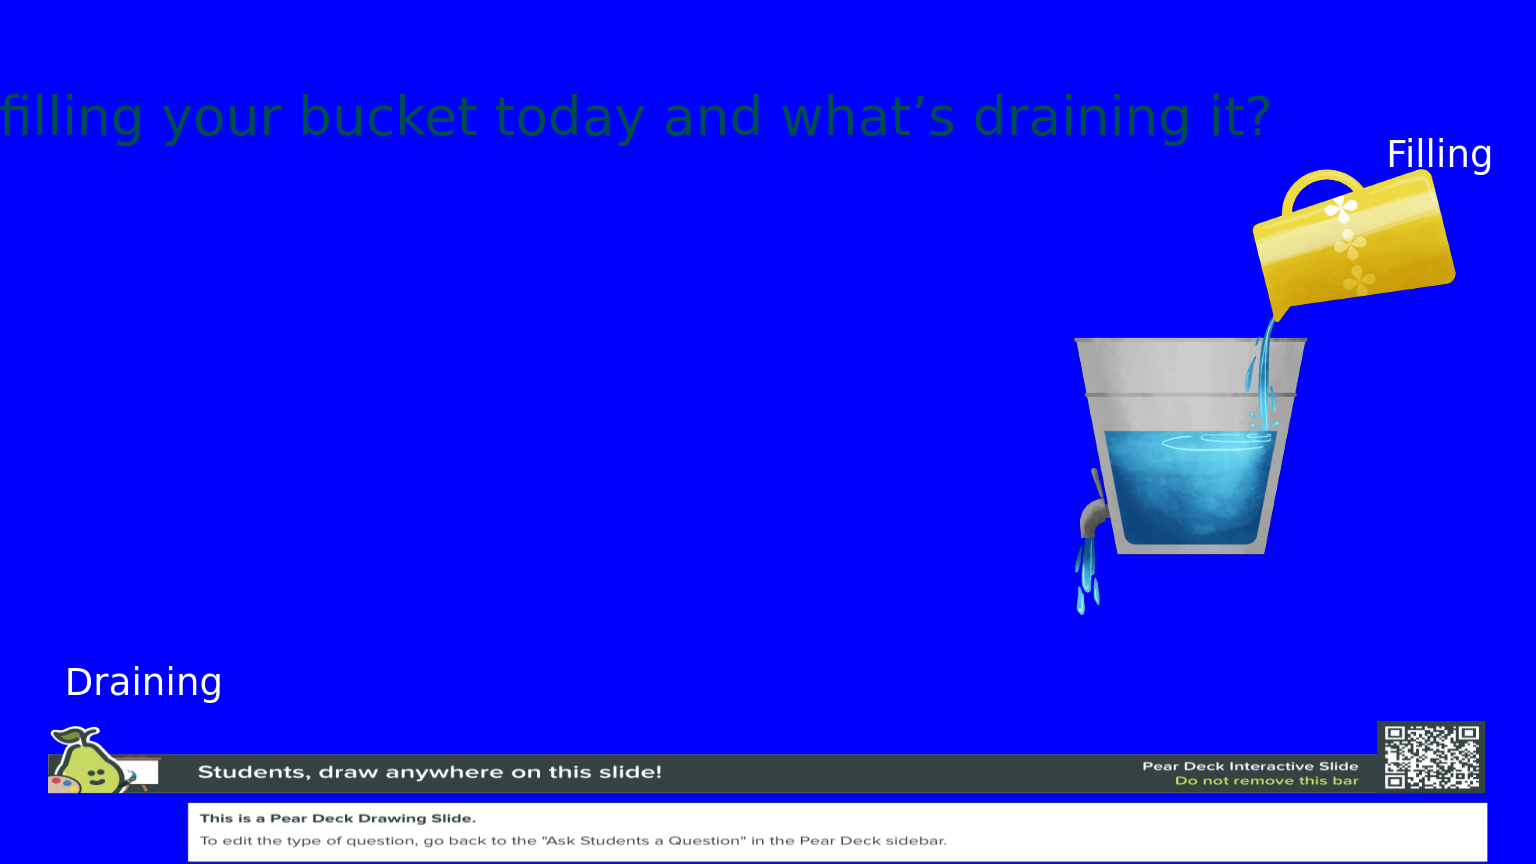 filling your bucket today and what’s draining it?
Filling
Draining
Students, draw anywhere on this slide!
Pear Deck Interactive Slide
Do not remove this bar
This is a Pear Deck Drawing Slide.
To edit the type of question, go back to the "Ask Students a Question" in the Pear Deck sidebar.